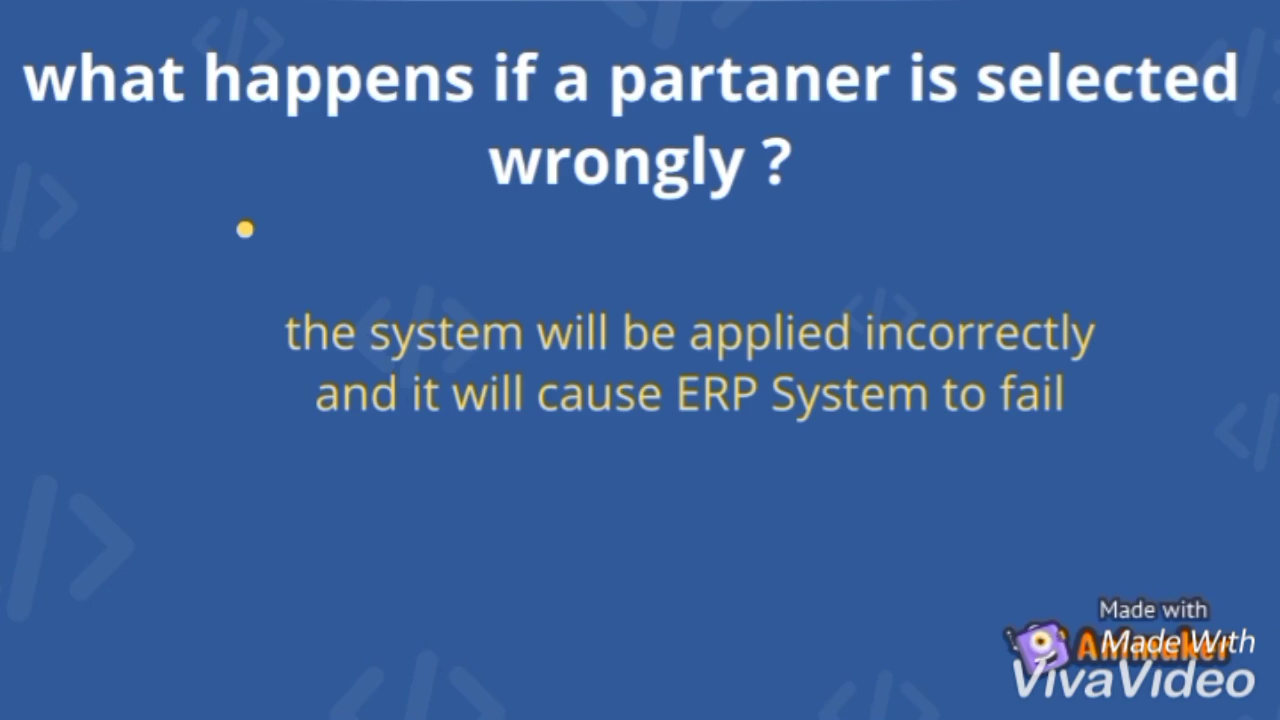 what happens if a partaner is selected
wrongly ?
the system will be applied incorrectly
and it will cause ERP System to fail
Made with
Animaker
Made With
VivaVideo